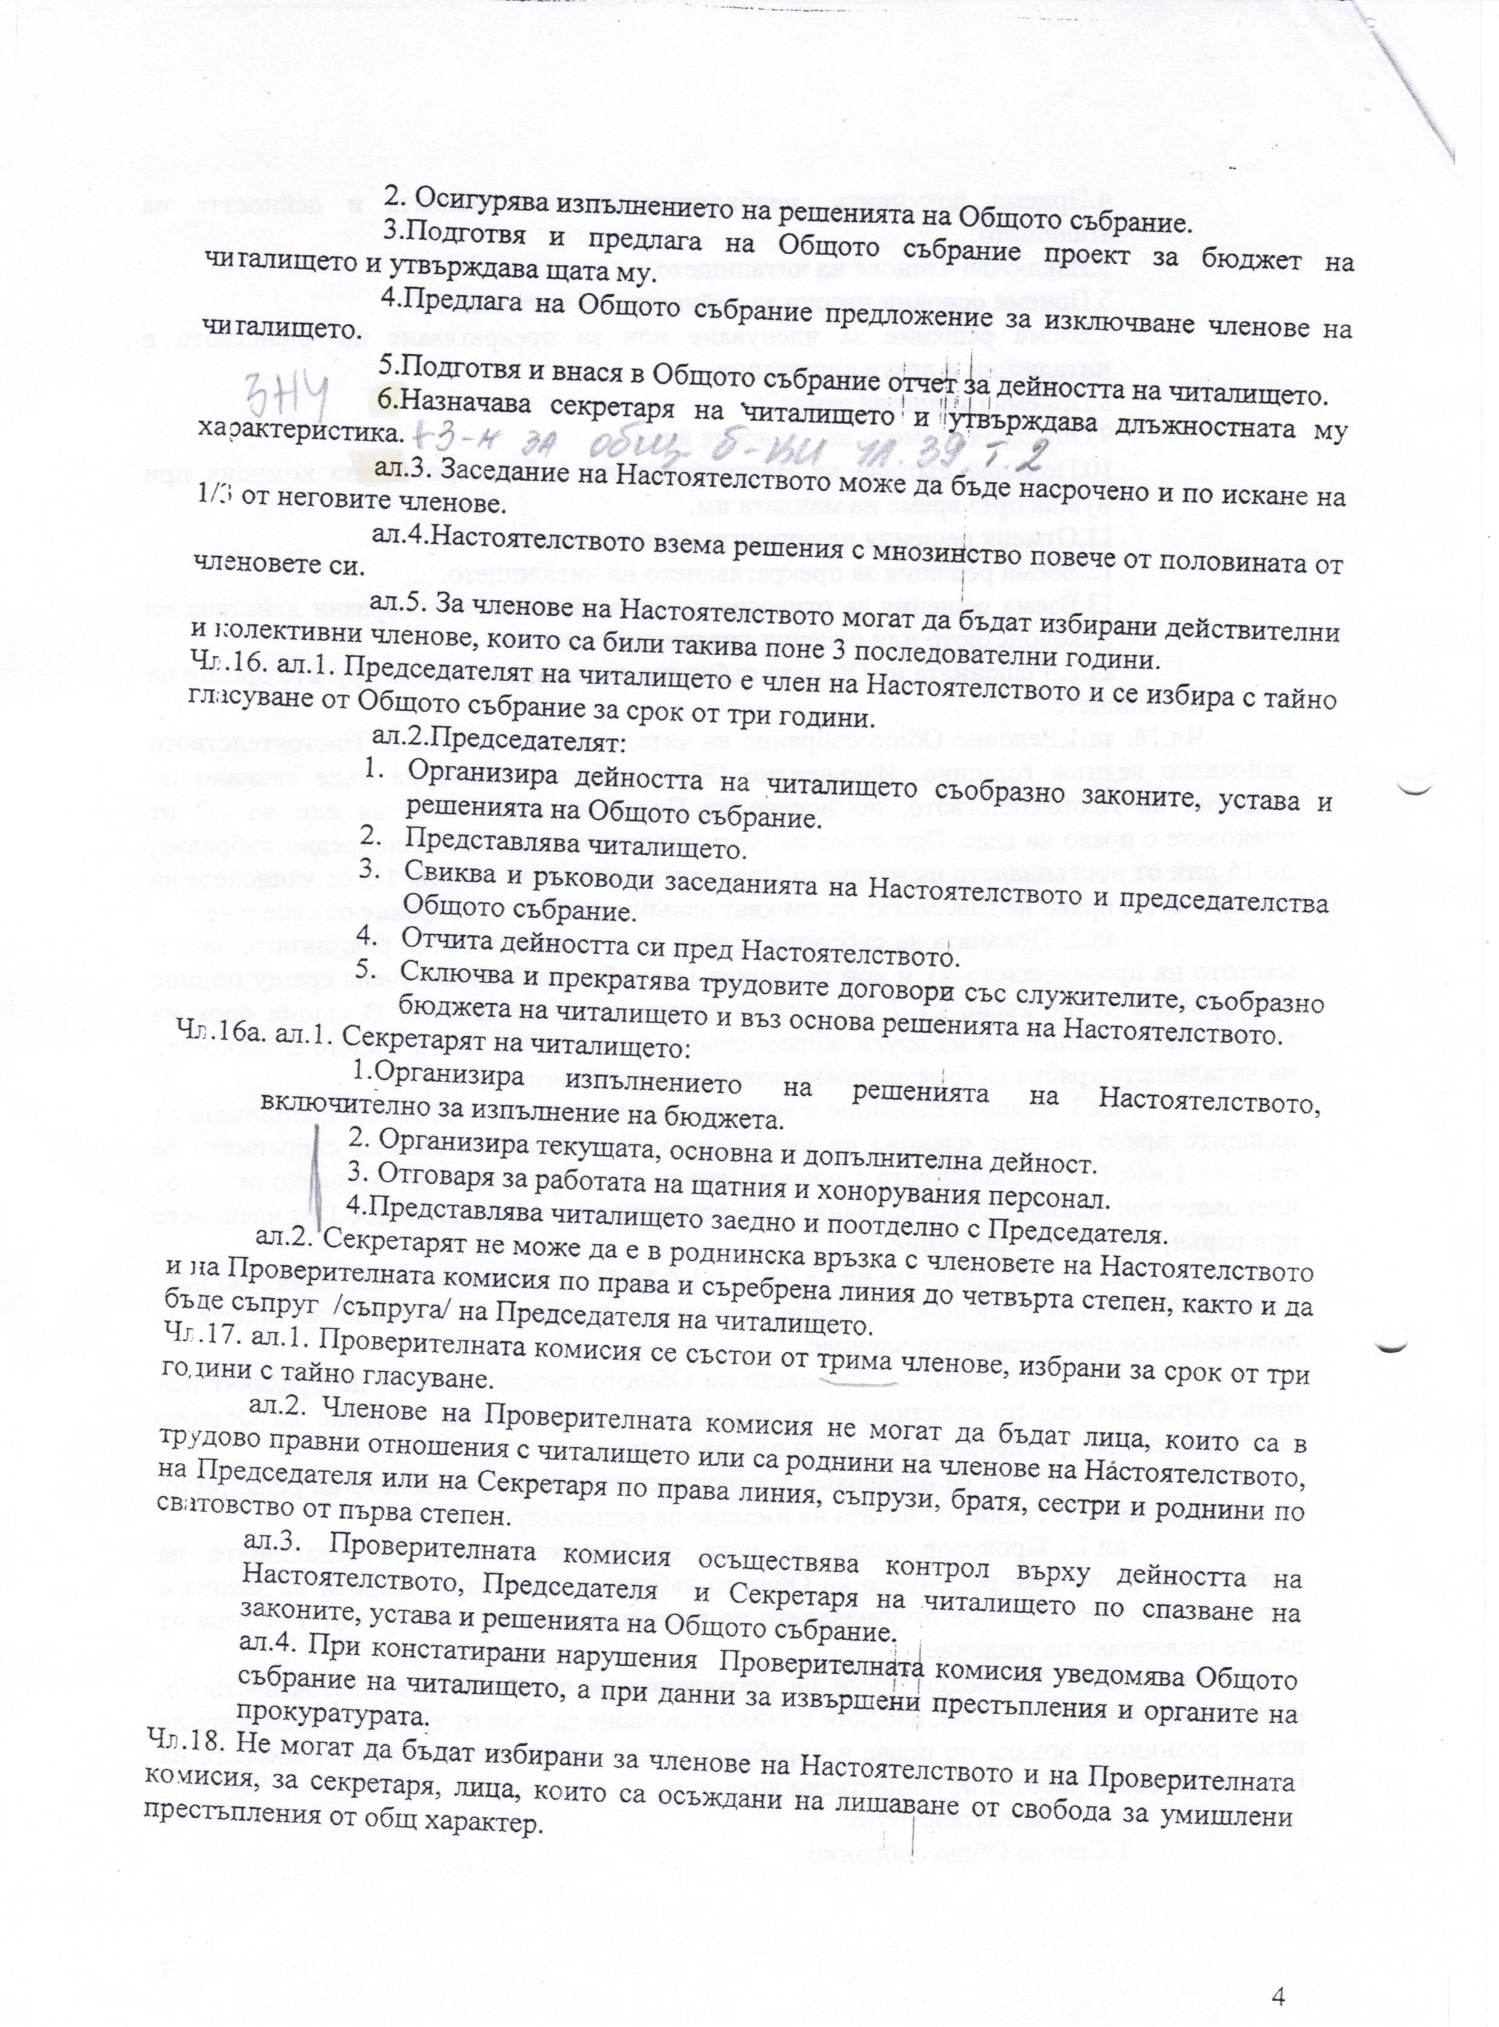 2. Осигурява изпълнението на решенията на Общото събрание.
3.Подготвя и предлага на Общото събрание проект за бюджет на
читалището и утвърждава щата му.
4.Предлага на Общото събрание предложение за изключване членове на
читалището.
5.Подготвя и внася в Общото събрание отчет за дейността на читалището.
ЗНЧ
6.Назначава секретаря на читалището и утвърждава длъжностната му
характеристика. + З-н за общ. б-ки чл. 39 т 2
ал.3. Заседание на Настоятелството може да бъде насрочено и по искане на
1/3 от неговите членове.
ал.4.Настоятелството взема решения с мнозинство повече от половината от
членовете си.
ал.5. За членове на Настоятелството могат да бъдат избирани действителни
и колективни членове, които са били такива поне 3 последователни години.
Чл.16. ал.1. Председателят на читалището е член на Настоятелството и се избира с тайно
гласуване от Общото събрание за срок от три години.
ал.2.Председателят:
1. Организира дейността на читалището съобразно законите, устава и
решенията на Общото събрание.
2. Представлява читалището.
3. Свиква и ръководи заседанията на Настоятелството и председателства
Общото събрание.
4. Отчита дейността си пред Настоятелството.
5. Сключва и прекратява трудовите договори със служителите, съобразно
бюджета на читалището и въз основа решенията на Настоятелството.
Чл.16а. ал.1. Секретарят на читалището:
1.Организира изпълнението на решенията на Настоятелството,
включително за изпълнение на бюджета.
2. Организира текущата, основна и допълнителна дейност.
3. Отговаря за работата на щатния и хонорувания персонал.
4.Представлява читалището заедно и поотделно с Председателя.
ал.2. Секретарят не може да е в роднинска връзка с членовете на Настоятелството
и на Проверителната комисия по права и съребрена линия до четвърта степен, както и да
бъде съпруг /съпруга/ на Председателя на читалището.
Чл.17. ал.1. Проверителната комисия се състои от трима членове, избрани за срок от три
години с тайно гласуване.
ал.2. Членове на Проверителната комисия не могат да бъдат лица, които са в
трудово правни отношения с читалището или са роднини на членове на Настоятелството,
на Председателя или на Секретаря по права линия, съпрузи, братя, сестри и роднини по
сватовство от първа степен.
ал.3. Проверителната комисия осъществява контрол върху дейността на
Настоятелството, Председателя и Секретаря на читалището по спазване на
законите, устава и решенията на Общото събрание.
ал.4. При констатирани нарушения Проверителната комисия уведомява Общото
събрание на читалището, а при данни за извършени престъпления и органите на
прокуратурата.
Чл.18. Не могат да бъдат избирани за членове на Настоятелството и на Проверителната
комисия, за секретаря, лица, които са осъждани на лишаване от свобода за умишлени
престъпления от общ характер.
4